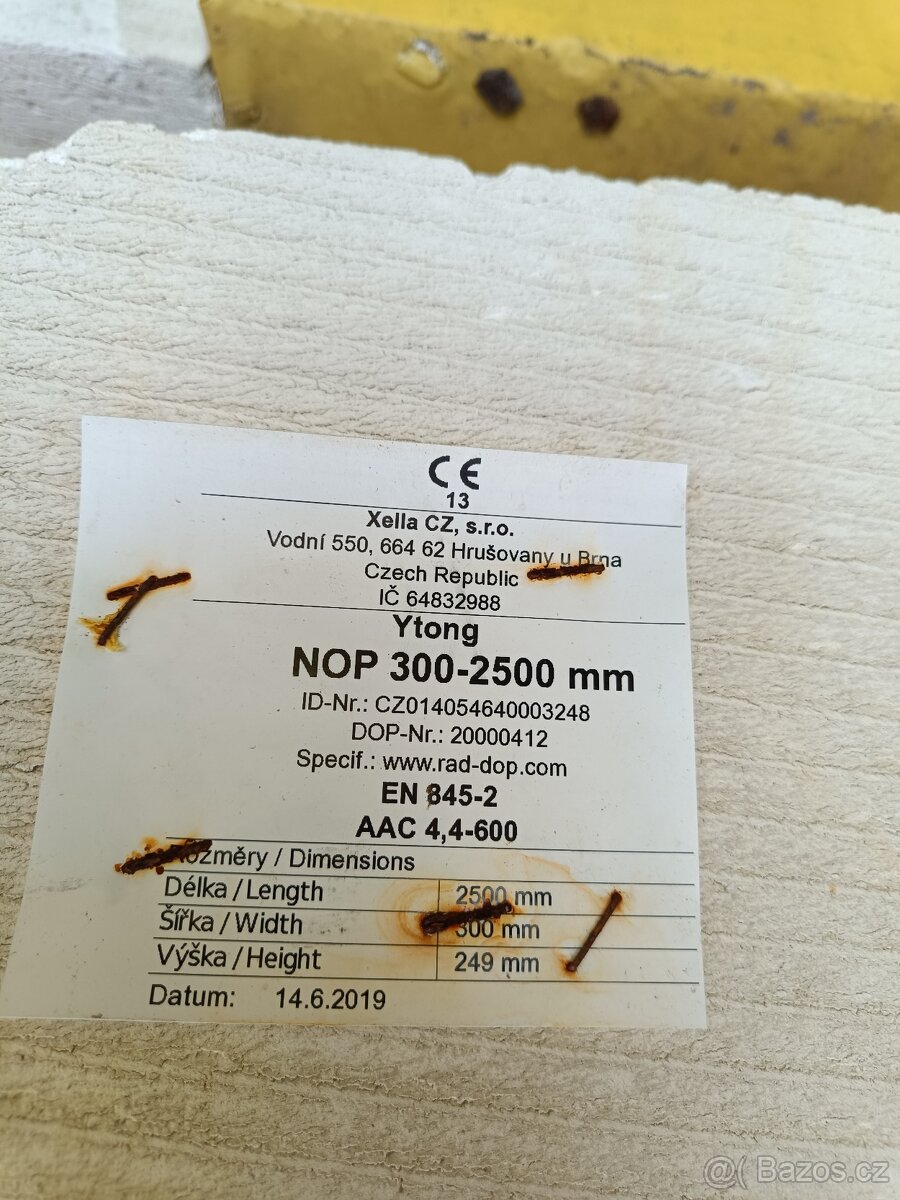 CE
13
Xella CZ, s.r.o.
Vodní 550, 664 62 Hrušovany u Brna
Czech Republic
IČ 64832988
Ytong
NOP 300-2500 mm
ID-Nr.: CZ014054640003248
DOP-Nr.: 20000412
Specif.: www.rad-dop.com
EN 845-2
AAC 4,4-600
Rozměry / Dimensions
Délka / Length 2500 mm
Šířka / Width 300 mm
Výška / Height 249 mm
Datum: 14.6.2019
@( Bazos.cz